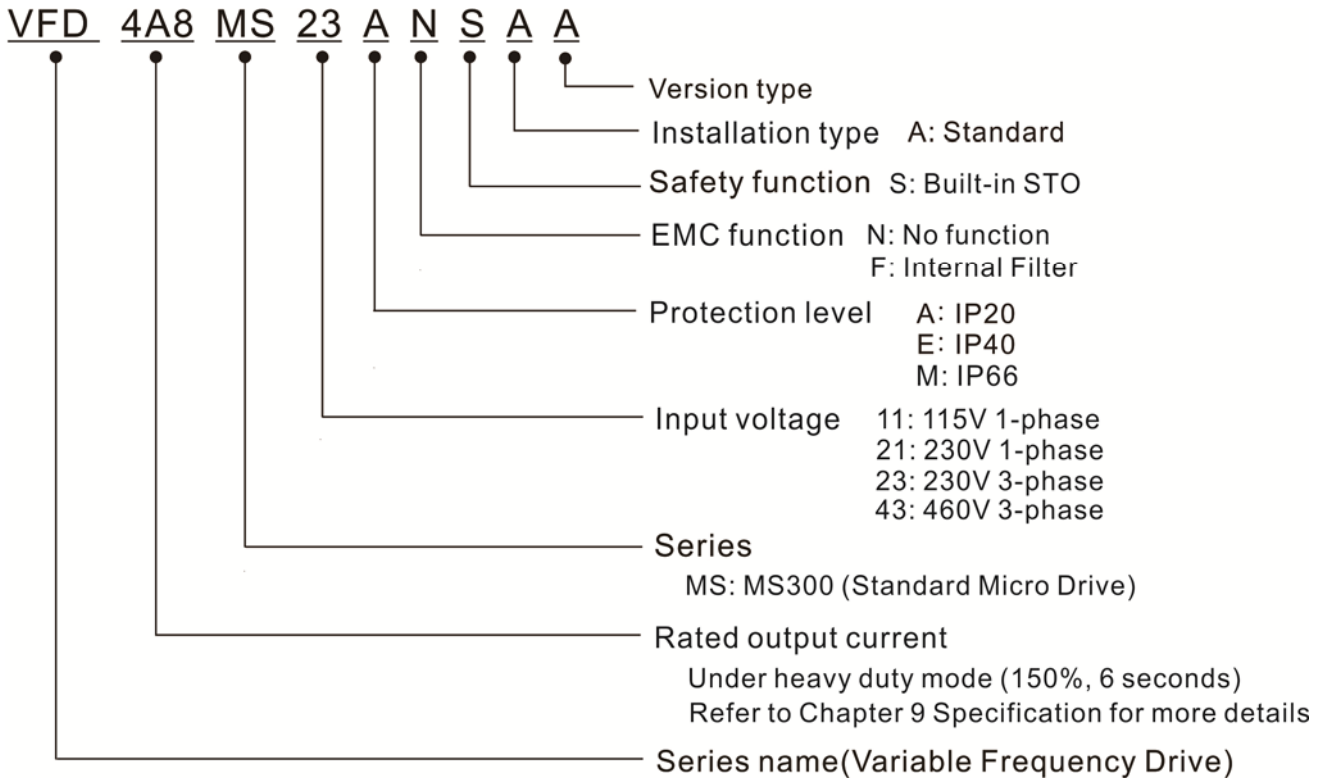 VFD 4A8 MS 23 A N S A A
Version type
Installation type A: Standard
Safety function S: Built-in STO
EMC function N: No function
F: Internal Filter
Protection level A: IP20
E: IP40
M: IP66
Input voltage 11: 115V 1-phase
21: 230V 1-phase
23: 230V 3-phase
43: 460V 3-phase
Series
MS: MS300 (Standard Micro Drive)
Rated output current
Under heavy duty mode (150%, 6 seconds)
Refer to Chapter 9 Specification for more details
Series name(Variable Frequency Drive)